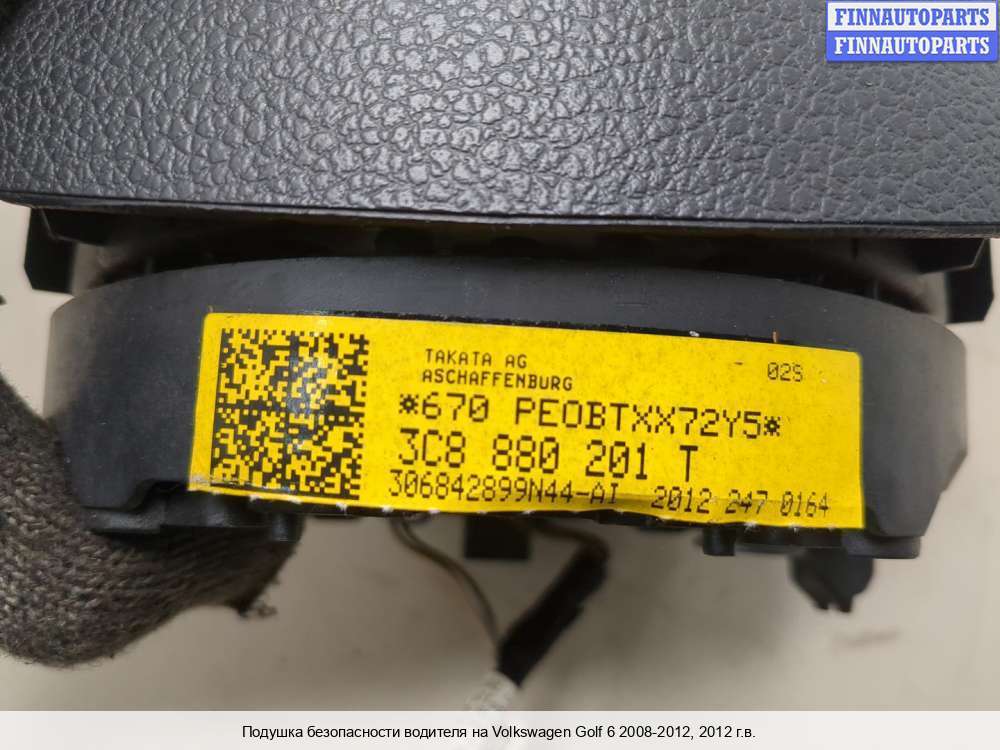 FINNAUTOPARTS
FINNAUTOPARTS
TAKATA AG
ASCHAFFENBURG
02S
*670 PEOBTXX72Y5*
3C8 880 201 T
306842899N44-AI 2012 247 0164
Подушка безопасности водителя на Volkswagen Golf 6 2008-2012, 2012 г.в.